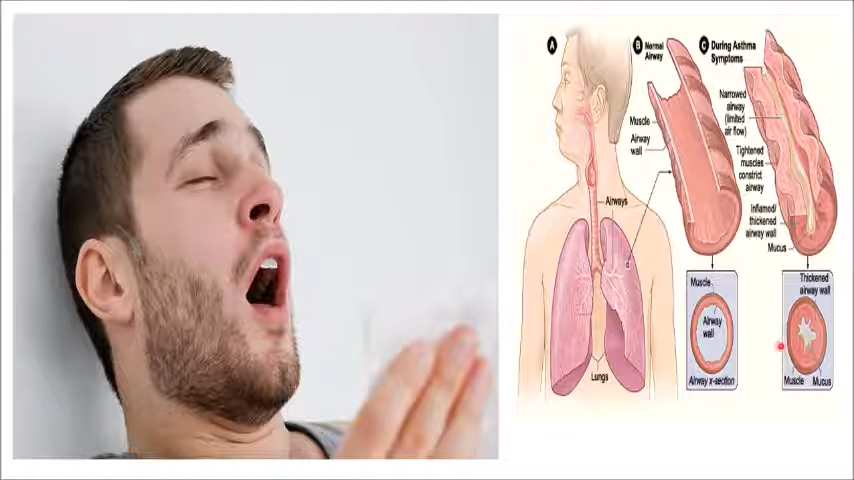 A
Airways
Lungs
B
Normal
Airway
Muscle
Airway
wall
Muscle
Airway
wall
Airway x-section
C
During Asthma
Symptoms
Narrowed
airway
(limited
air flow)
Tightened
muscles
constrict
airway
Inflamed/
thickened
airway wall
Mucus
Thickened
airway wall
Muscle
Mucus